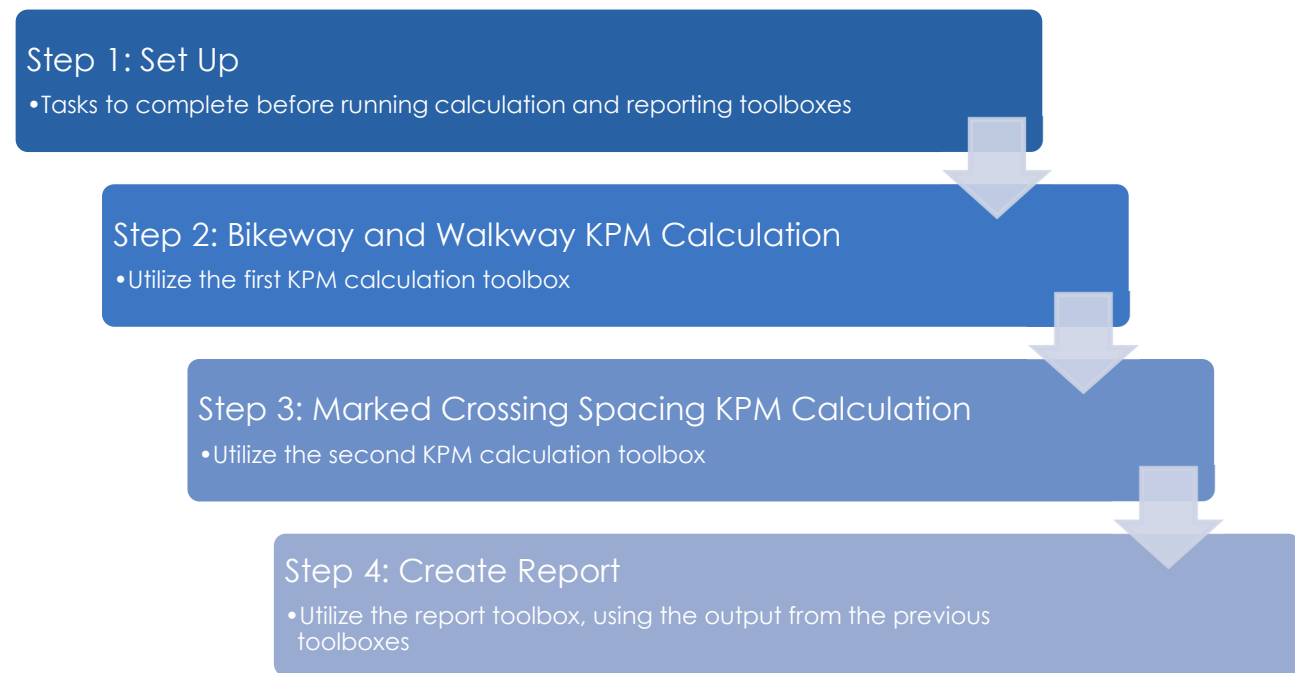 Step 1: Set Up
•Tasks to complete before running calculation and reporting toolboxes
Step 2: Bikeway and Walkway KPM Calculation
•Utilize the first KPM calculation toolbox
Step 3: Marked Crossing Spacing KPM Calculation
•Utilize the second KPM calculation toolbox
Step 4: Create Report
•Utilize the report toolbox, using the output from the previous
toolboxes